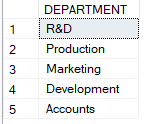 DEPARTMENT
1 R&D
2 Production
3 Marketing
4 Development
5 Accounts